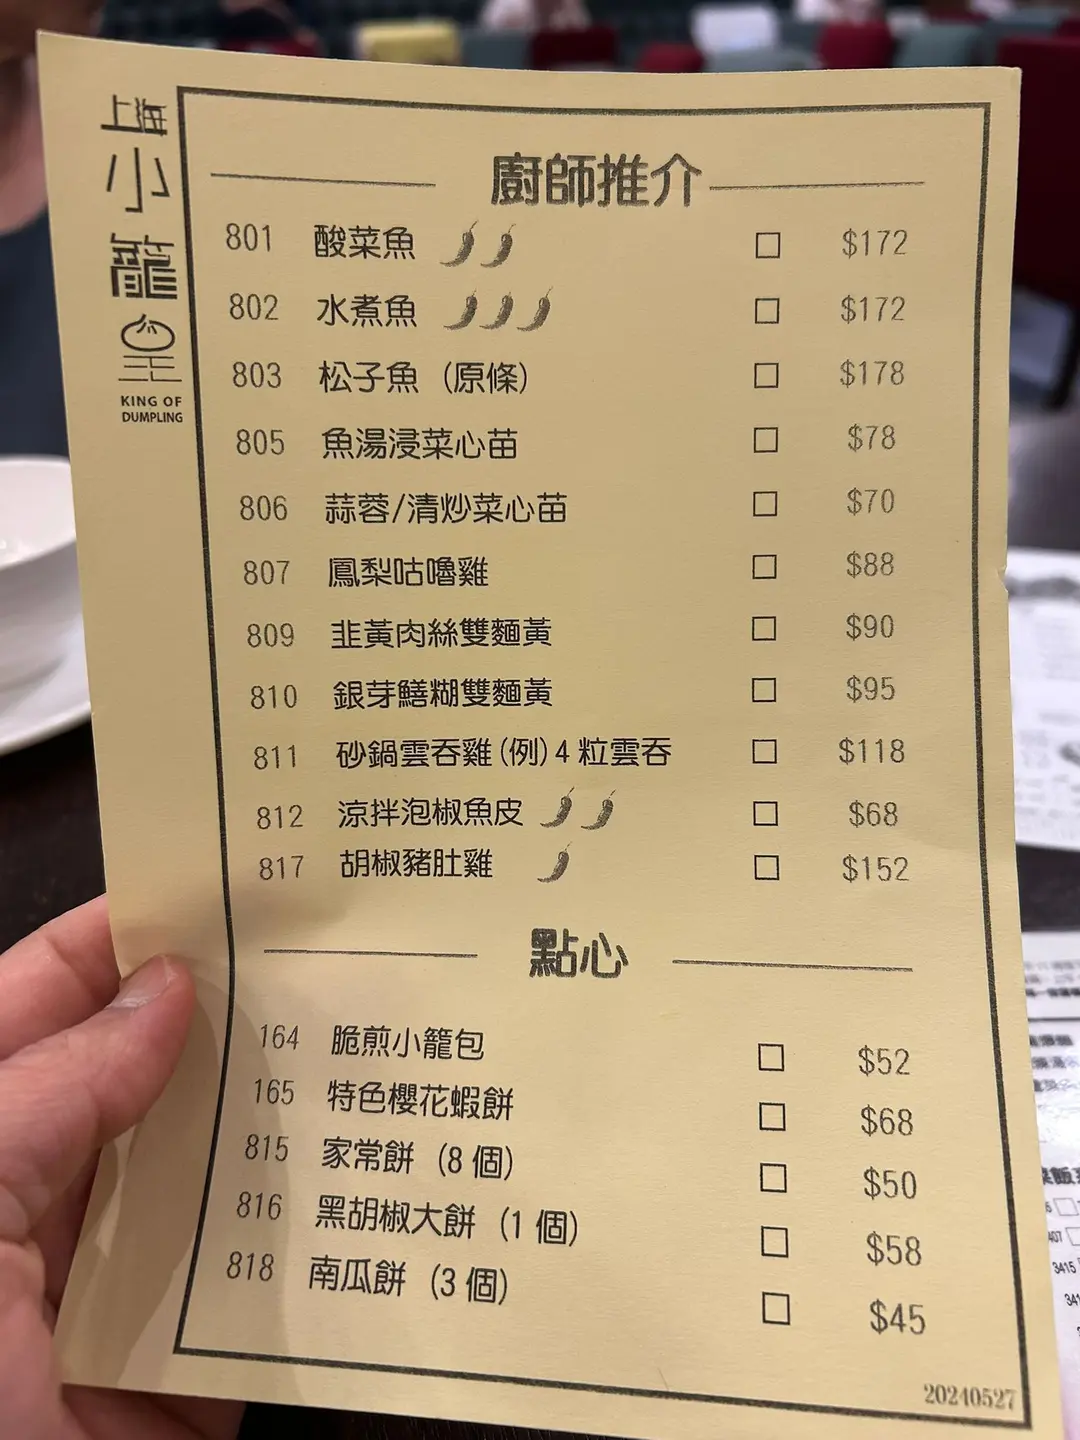 上海
小
籠
皇
KING OF
DUMPLING
廚師推介
801 酸菜魚 □ $172
802 水煮魚 □ $172
803 松子魚 (原條) □ $178
805 魚湯浸菜心苗 □ $78
806 蒜蓉/清炒菜心苗 □ $70
807 鳳梨咕嚕雞 □ $88
809 韭黃肉絲雙麵黃 □ $90
810 銀芽鱔糊雙麵黃 □ $95
811 砂鍋雲吞雞(例)4粒雲吞 □ $118
812 涼拌泡椒魚皮 □ $68
817 胡椒豬肚雞 □ $152
點心
164 脆煎小籠包 □ $52
165 特色櫻花蝦餅 □ $68
815 家常餅 (8個) □ $50
816 黑胡椒大餅 (1個) □ $58
818 南瓜餅 (3個) □ $45
20240527
3415